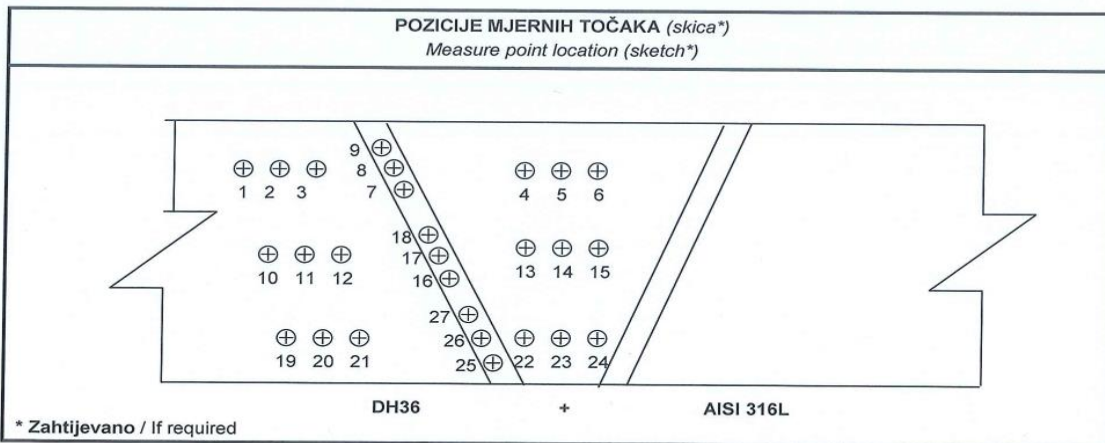 POZICIJE MJERNIH TOČAKA (skica*)
Measure point location (sketch*)
9
8
7
1 2 3
4 5 6
18
17
16
10 11 12
13 14 15
27
26
25
19 20 21
22 23 24
DH36 + AISI 316L
* Zahtijevano / If required